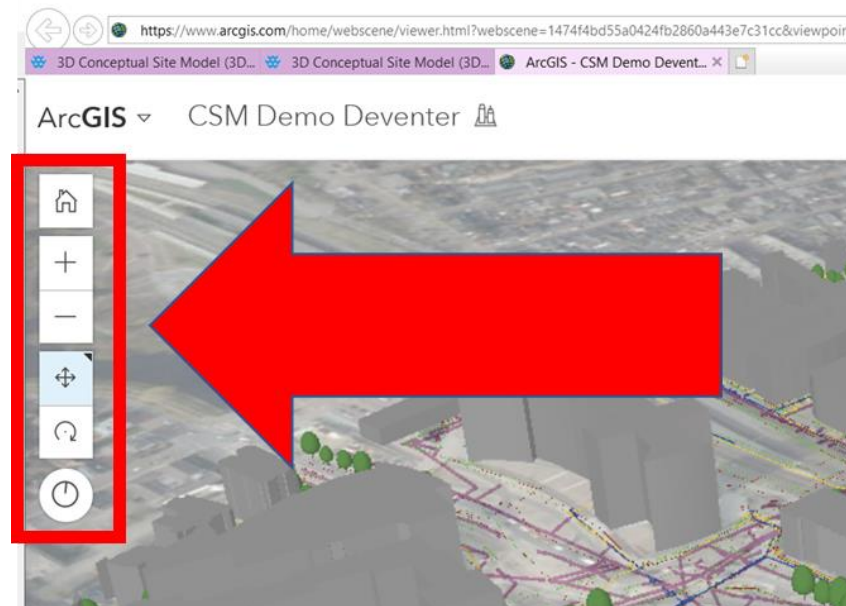 https://www.arcgis.com/home/webscene/viewer.html?webscene=1474f4bd55a0424fb2860a443e7c31cc&viewpoin
3D Conceptual Site Model (3D... 3D Conceptual Site Model (3D... ArcGIS - CSM Demo Devent...
ArcGIS CSM Demo Deventer